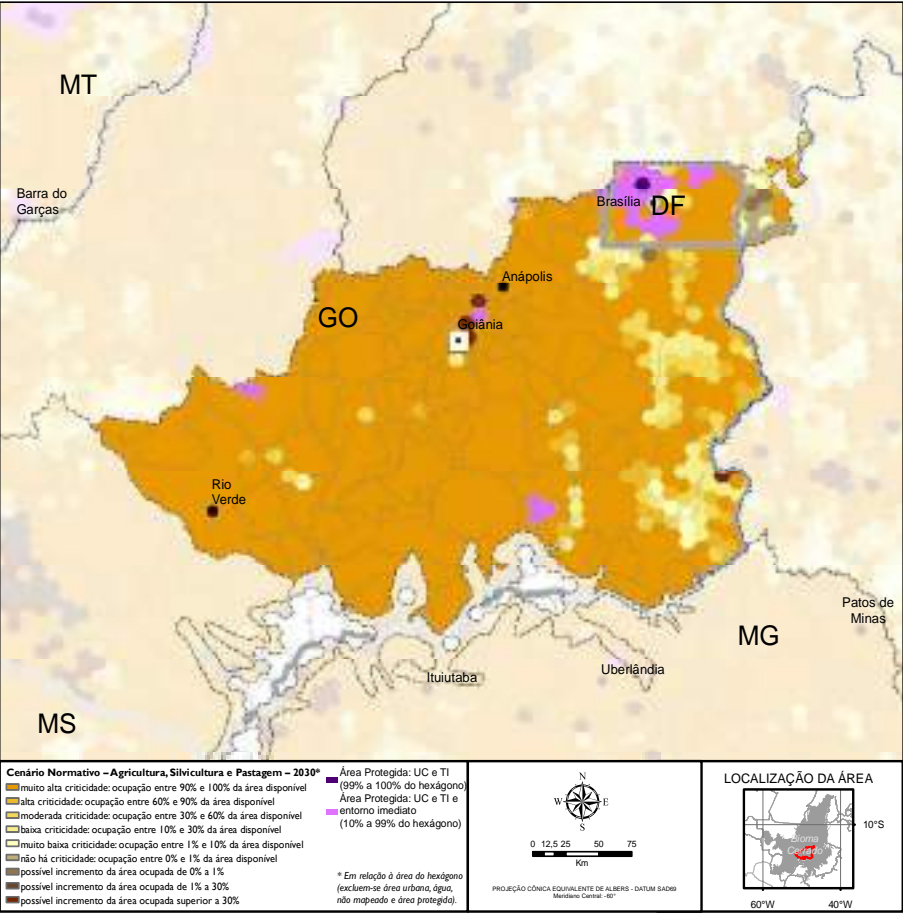 MT
Barra do
Garças
Brasília
DF
Anápolis
GO
Goiânia
Rio
Verde
Patos de
Minas
MG
Uberlândia
Ituiutaba
MS
Cenário Normativo – Agricultura, Silvicultura e Pastagem – 2030*
muito alta criticidade: ocupação entre 90% e 100% da área disponível
alta criticidade: ocupação entre 60% e 90% da área disponível
moderada criticidade: ocupação entre 30% e 60% da área disponível
baixa criticidade: ocupação entre 10% e 30% da área disponível
muito baixa criticidade: ocupação entre 1% e 10% da área disponível
não há criticidade: ocupação entre 0% e 1% da área disponível
possível incremento da área ocupada de 0% a 1%
possível incremento da área ocupada de 1% a 30%
possível incremento da área ocupada superior a 30%
Área Protegida: UC e TI
(99% a 100% do hexágono)
Área Protegida: UC e TI e
entorno imediato
(10% a 99% do hexágono)
* Em relação à área do hexágono
(excluem-se área urbana, água,
não mapeado e área protegida).
N
W E
S
0 12,5 25 50 75
Km
PROJEÇÃO CÔNICA EQUIVALENTE DE ALBERS - DATUM SAD69
Meridiano Central: -60°
LOCALIZAÇÃO DA ÁREA
Bioma
Cerrado
10°S
60°W 40°W